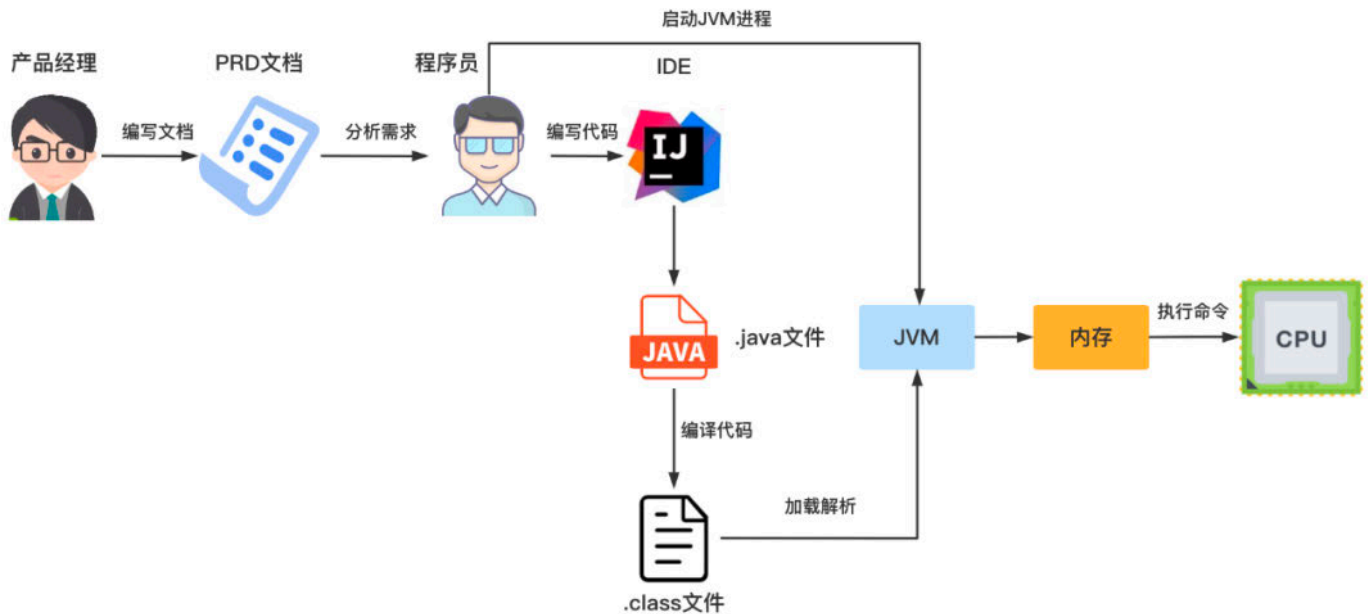 启动JVM进程
产品经理
PRD文档
程序员
IDE
编写文档
分析需求
编写代码
IJ
JAVA
.java文件
JVM
内存
执行命令
CPU
编译代码
加载解析
.class文件